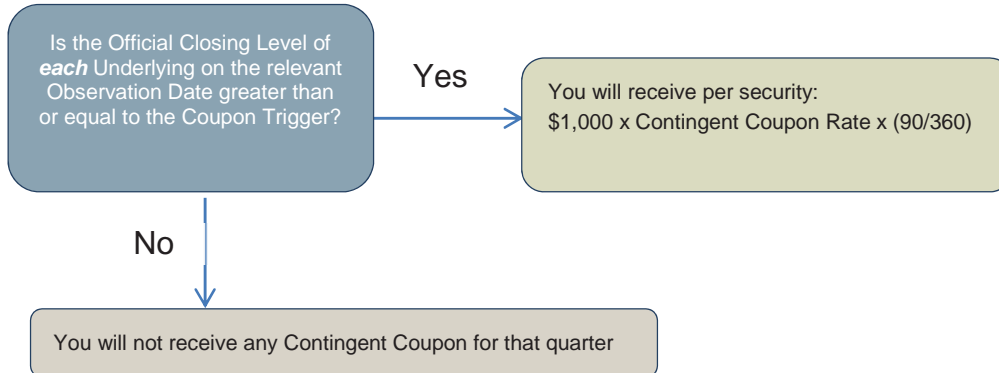 Is the Official Closing Level of
each Underlying on the relevant
Observation Date greater than
or equal to the Coupon Trigger?
Yes
You will receive per security:
$1,000 x Contingent Coupon Rate x (90/360)
No
You will not receive any Contingent Coupon for that quarter